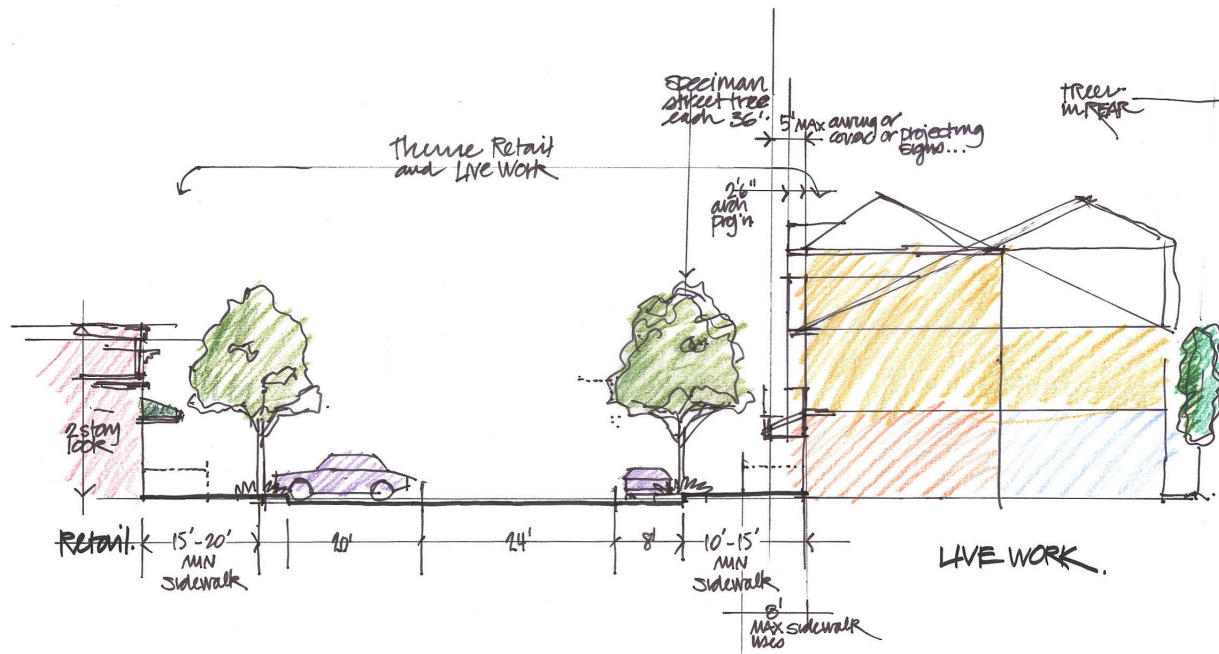 speciman
street tree
each 36'.
trees
in REAR
5' MAX awning or
covad or projecting
signs...
Theme Retail
and LIVE WORK
2'6"
arch
proj'n
2 story
look
Retail.
15'-20'
MIN
sidewalk
20'
24'
8'
10'-15'
MIN
sidewalk
LIVE WORK.
8'
MAX sidewalk
uses